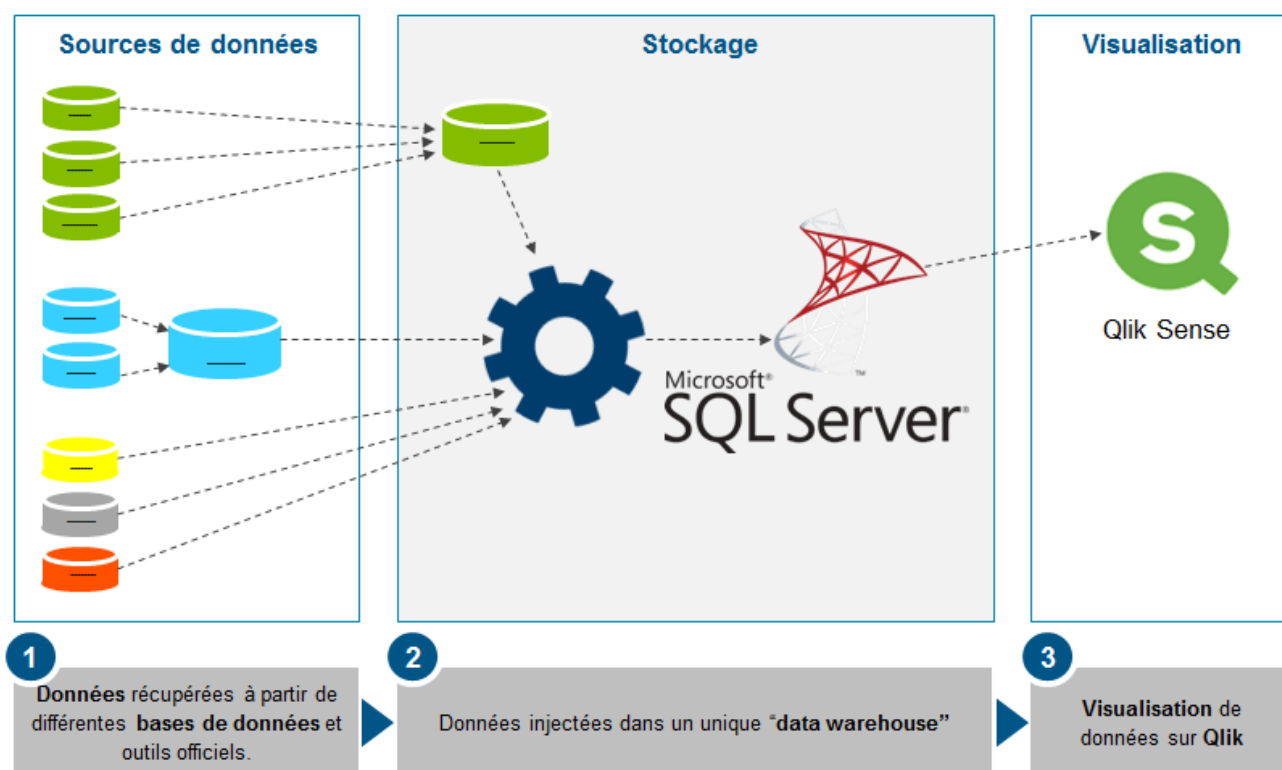 Sources de données
Stockage
Visualisation
S
Qlik Sense
Microsoft®
SQL Server®
™
1
Données récupérées à partir de
différentes bases de données et
outils officiels.
2
Données injectées dans un unique “data warehouse”
3
Visualisation de
données sur Qlik